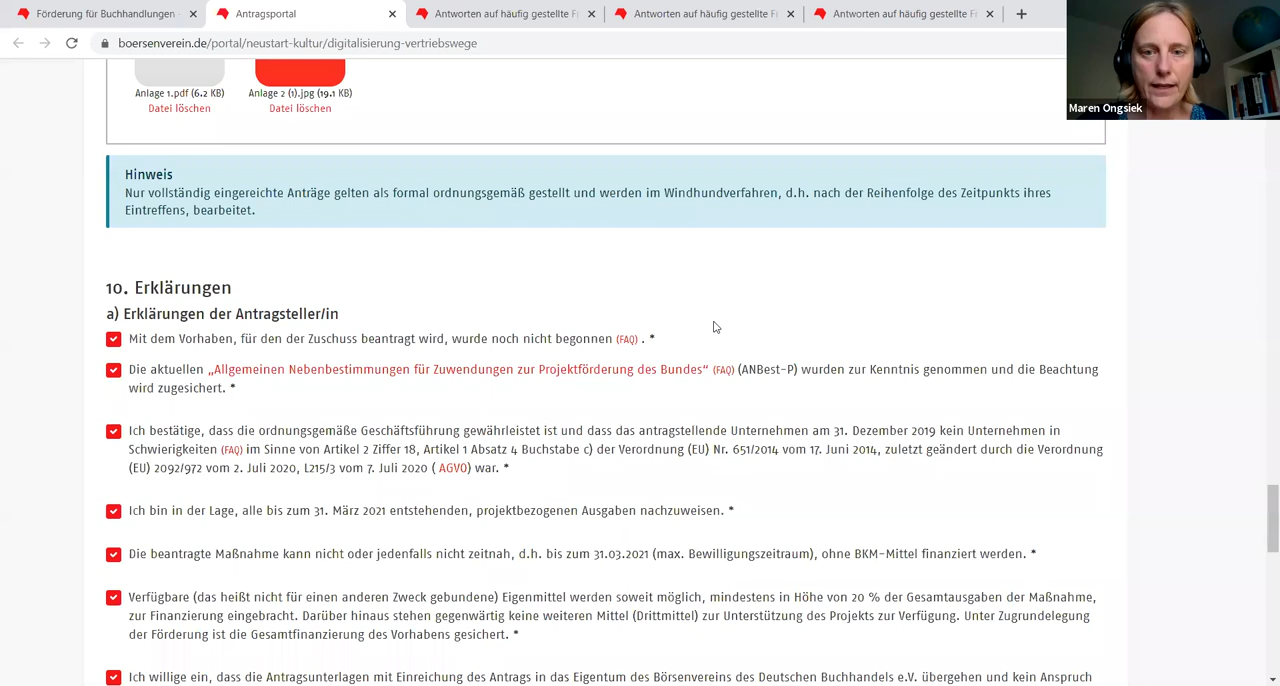 Förderung für Buchhandlungen
Antragsportal
Antworten auf häufig gestellte F
Antworten auf häufig gestellte F
Antworten auf häufig gestellte F
boersenverein.de/portal/neustart-kultur/digitalisierung-vertriebswege
Maren Ongsiek
Anlage 1.pdf (6.2 KB)
Anlage 2 (1).jpg (19.1 KB)
Datei löschen
Datei löschen
Hinweis
Nur vollständig eingereichte Anträge gelten als formal ordnungsgemäß gestellt und werden im Windhundverfahren, d.h. nach der Reihenfolge des Zeitpunkts ihres
Eintreffens, bearbeitet.
10. Erklärungen
a) Erklärungen der Antragsteller/in
Mit dem Vorhaben, für den der Zuschuss beantragt wird, wurde noch nicht begonnen (FAQ) . *
Die aktuellen „Allgemeinen Nebenbestimmungen für Zuwendungen zur Projektförderung des Bundes“ (FAQ) (ANBest-P) wurden zur Kenntnis genommen und die Beachtung
wird zugesichert. *
Ich bestätige, dass die ordnungsgemäße Geschäftsführung gewährleistet ist und dass das antragstellende Unternehmen am 31. Dezember 2019 kein Unternehmen in
Schwierigkeiten (FAQ) im Sinne von Artikel 2 Ziffer 18, Artikel 1 Absatz 4 Buchstabe c) der Verordnung (EU) Nr. 651/2014 vom 17. Juni 2014, zuletzt geändert durch die Verordnung
(EU) 2092/972 vom 2. Juli 2020, L215/3 vom 7. Juli 2020 ( AGVO) war. *
Ich bin in der Lage, alle bis zum 31. März 2021 entstehenden, projektbezogenen Ausgaben nachzuweisen. *
Die beantragte Maßnahme kann nicht oder jedenfalls nicht zeitnah, d.h. bis zum 31.03.2021 (max. Bewilligungszeitraum), ohne BKM-Mittel finanziert werden. *
Verfügbare (das heißt nicht für einen anderen Zweck gebundene) Eigenmittel werden soweit möglich, mindestens in Höhe von 20 % der Gesamtausgaben der Maßnahme,
zur Finanzierung eingebracht. Darüber hinaus stehen gegenwärtig keine weiteren Mittel (Drittmittel) zur Unterstützung des Projekts zur Verfügung. Unter Zugrundelegung
der Förderung ist die Gesamtfinanzierung des Vorhabens gesichert. *
Ich willige ein, dass die Antragsunterlagen mit Einreichung des Antrags in das Eigentum des Börsenvereins des Deutschen Buchhandels e.V. übergehen und kein Anspruch